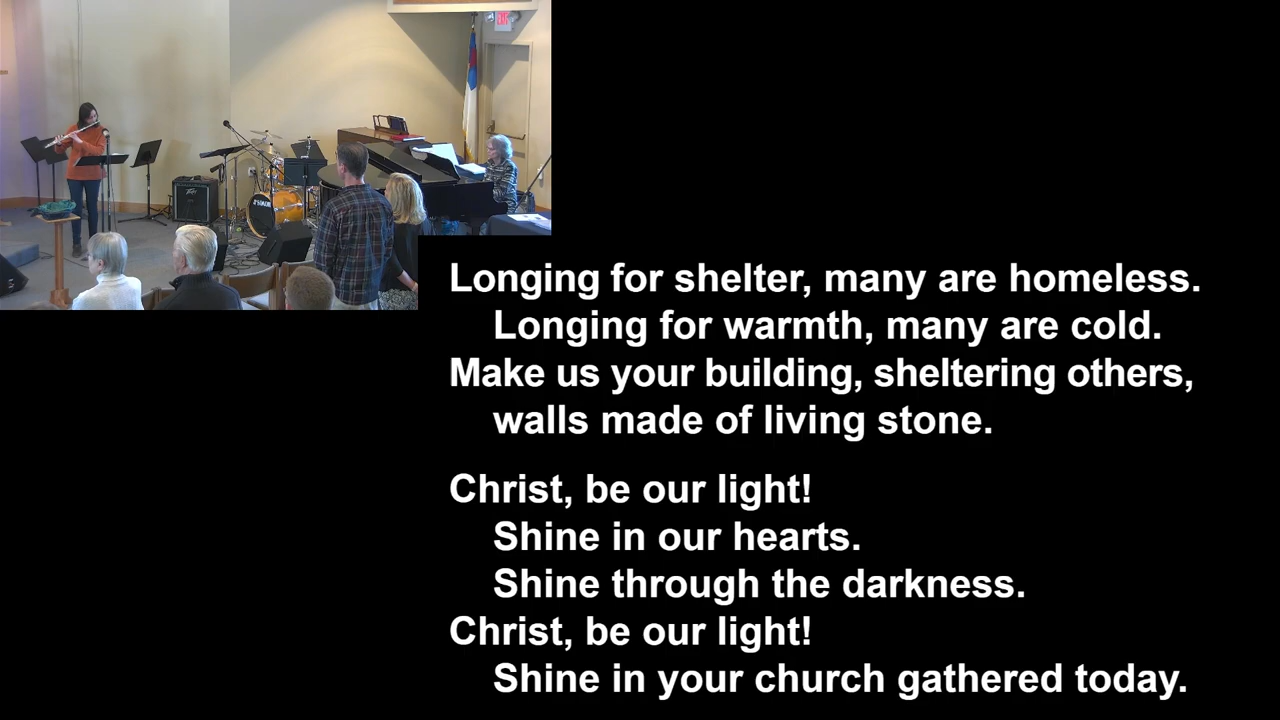 EXIT
PEAVEY
Longing for shelter, many are homeless.
Longing for warmth, many are cold.
Make us your building, sheltering others,
walls made of living stone.
Christ, be our light!
Shine in our hearts.
Shine through the darkness.
Christ, be our light!
Shine in your church gathered today.